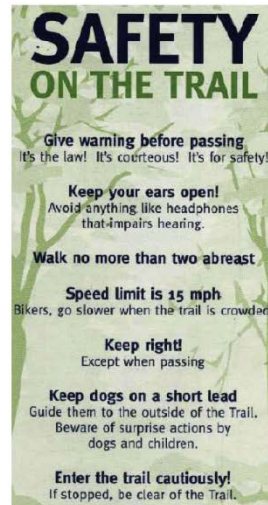 SAFETY
ON THE TRAIL
Give warning before passing
It's the law! It's courteous! It's for safety!
Keep your ears open!
Avoid anything like headphones
that impairs hearing.
Walk no more than two abreast
Speed limit is 15 mph
Bikers, go slower when the trail is crowded
Keep right!
Except when passing
Keep dogs on a short lead
Guide them to the outside of the Trail.
Beware of surprise actions by
dogs and children.
Enter the trail cautiously!
If stopped, be clear of the Trail.